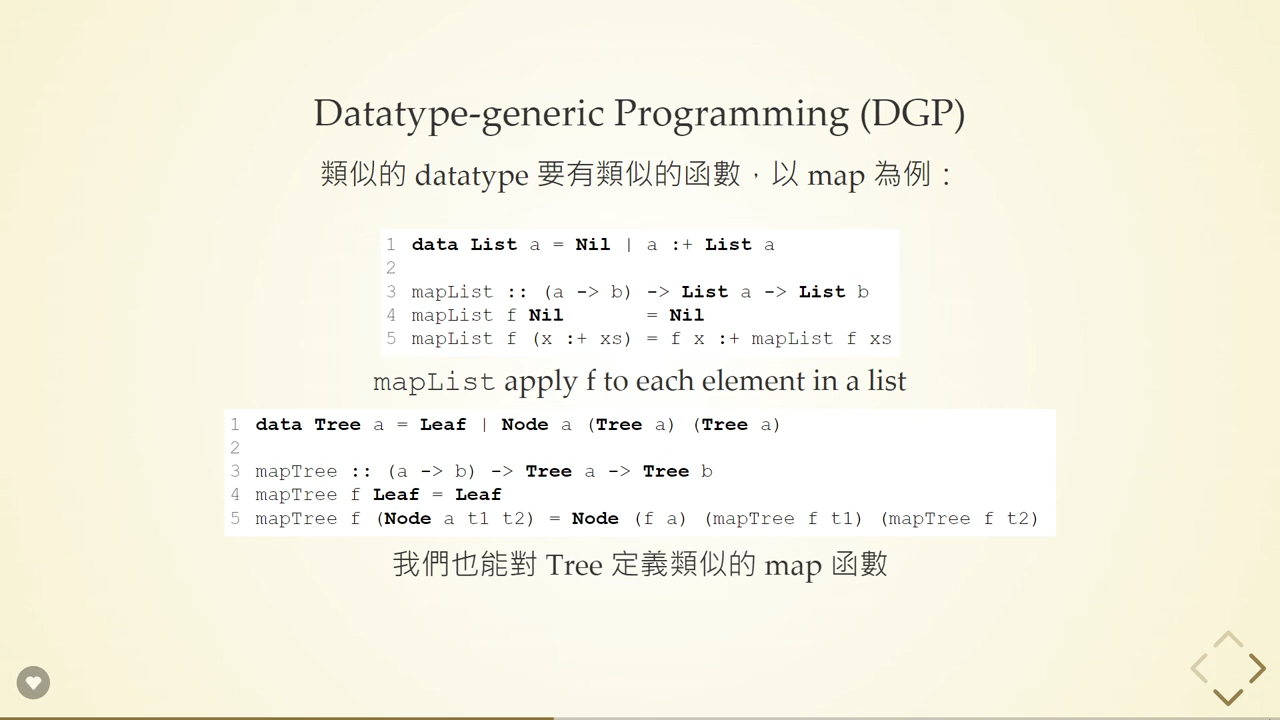 Datatype-generic Programming (DGP)
類似的 datatype 要有類似的函數，以 map 為例：
1 data List a = Nil | a :+ List a
2
3 mapList :: (a -> b) -> List a -> List b
4 mapList f Nil       = Nil
5 mapList f (x :+ xs) = f x :+ mapList f xs
mapList apply f to each element in a list
1 data Tree a = Leaf | Node a (Tree a) (Tree a)
2
3 mapTree :: (a -> b) -> Tree a -> Tree b
4 mapTree f Leaf = Leaf
5 mapTree f (Node a t1 t2) = Node (f a) (mapTree f t1) (mapTree f t2)
我們也能對 Tree 定義類似的 map 函數